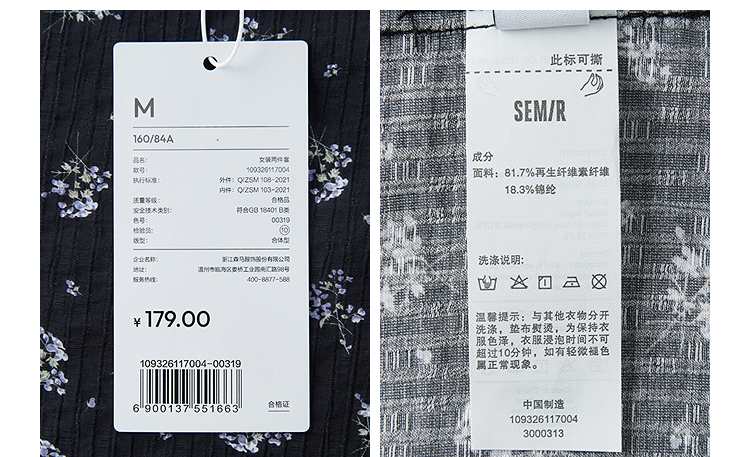 M
160/84A
品名: 女装两件套
款号: 109326117004
执行标准: 外件: Q/ZSM 108-2021
内件: Q/ZSM 103-2021
质量等级: 合格品
安全技术类别: 符合GB 18401 B类
色号: 00319
检验员: 10
版型: 合体型
企业名称: 浙江森马服饰股份有限公司
地址: 温州市瓯海区娄桥工业园南汇路98号
服务热线: 400-8877-588
¥ 179.00
109326117004-00319
6 900137 551663
合格证
此标可撕
SEM/R
成分
面料: 81.7%再生纤维素纤维
18.3%锦纶
洗涤说明:
温馨提示: 与其他衣物分开
洗涤, 垫布熨烫, 为保持衣
服色泽, 衣服浸泡时间不可
超过10分钟, 如有轻微褪色
属正常现象。
中国制造
109326117004
3000313